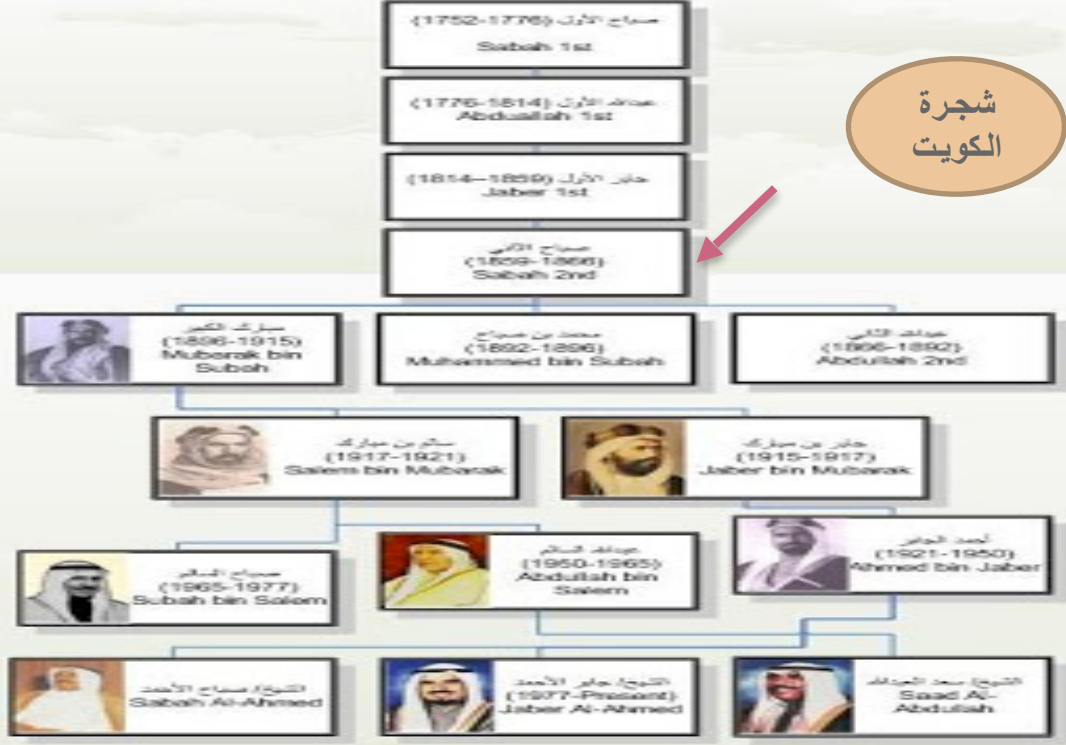 صباح الأول (1752-1776)
Sabah 1st
شجرة
الكويت
عبدالله الأول (1776-1814)
Abduallah 1st
جابر الأول (1814-1859)
Jaber 1st
صباح الثاني
(1859-1866)
Sabah 2nd
مبارك الكبير
(1896-1915)
Mubarak bin
Subah
محمد بن صباح
(1892-1896)
Muhammed bin Subah
عبدالله الثاني
(1866-1892)
Abdullah 2nd
سالم بن مبارك
(1917-1921)
Salem bin Mubarak
جابر بن مبارك
(1915-1917)
Jaber bin Mubarak
صباح السالم
(1965-1977)
Subah bin Salem
عبدالله السالم
(1950-1965)
Abdullah bin
Salem
أحمد الجابر
(1921-1950)
Ahmed bin Jaber
الشيخ/ صباح الأحمد
Sabah Al-Ahmed
الشيخ/ جابر الأحمد
(1977-Present)
Jaber Al-Ahmed
الشيخ/ سعد العبدالله
Saad Al-
Abdullah